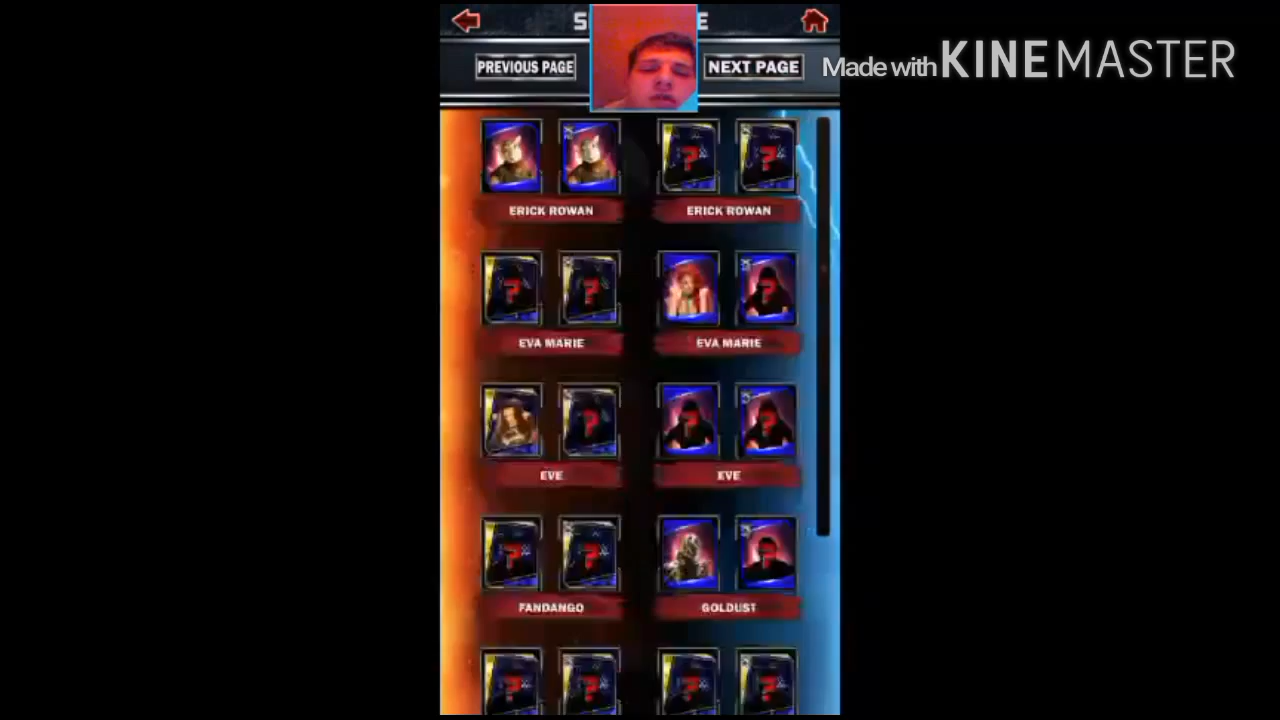 PREVIOUS PAGE
NEXT PAGE
Made with KINEMASTER
ERICK ROWAN
ERICK ROWAN
EVA MARIE
EVA MARIE
EVE
EVE
FANDANGO
GOLDUST